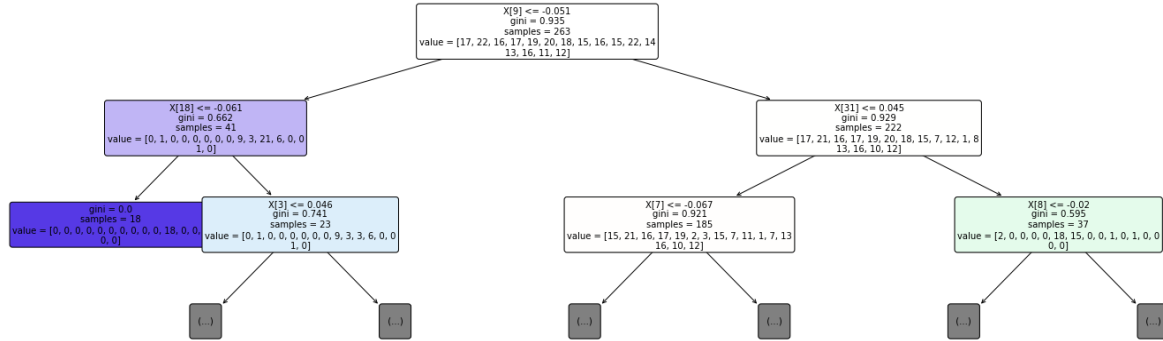 X[9] <= -0.051
gini = 0.935
samples = 263
value = [17, 22, 16, 17, 19, 20, 18, 15, 16, 15, 22, 14
13, 16, 11, 12]
X[18] <= -0.061
gini = 0.662
samples = 41
value = [0, 1, 0, 0, 0, 0, 0, 0, 9, 3, 21, 6, 0, 0
1, 0]
X[31] <= 0.045
gini = 0.929
samples = 222
value = [17, 21, 16, 17, 19, 20, 18, 15, 7, 12, 1, 8
13, 16, 10, 12]
gini = 0.0
samples = 18
value = [0, 0, 0, 0, 0, 0, 0, 0, 0, 0, 18, 0, 0,
0, 0]
X[3] <= 0.046
gini = 0.741
samples = 23
value = [0, 1, 0, 0, 0, 0, 0, 0, 9, 3, 3, 6, 0, 0
1, 0]
X[7] <= -0.067
gini = 0.921
samples = 185
value = [15, 21, 16, 17, 19, 2, 3, 15, 7, 11, 1, 7, 13
16, 10, 12]
X[8] <= -0.02
gini = 0.595
samples = 37
value = [2, 0, 0, 0, 0, 18, 15, 0, 0, 1, 0, 1, 0, 0
0, 0]
(...)
(...)
(...)
(...)
(...)
(...)